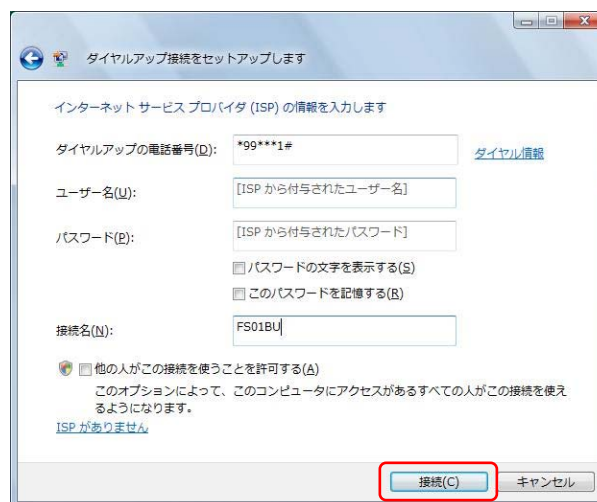 ダイヤルアップ接続をセットアップします
インターネット サービス プロバイダ (ISP) の情報を入力します
ダイヤルアップの電話番号(D): *99***1# ダイヤル情報
ユーザー名(U): [ISP から付与されたユーザー名]
パスワード(P): [ISP から付与されたパスワード]
パスワードの文字を表示する(S)
このパスワードを記憶する(R)
接続名(N): FS01BU
他の人がこの接続を使うことを許可する(A)
このオプションによって、このコンピュータにアクセスがあるすべての人がこの接続を使え
るようになります。
ISP がありません
接続(C) キャンセル